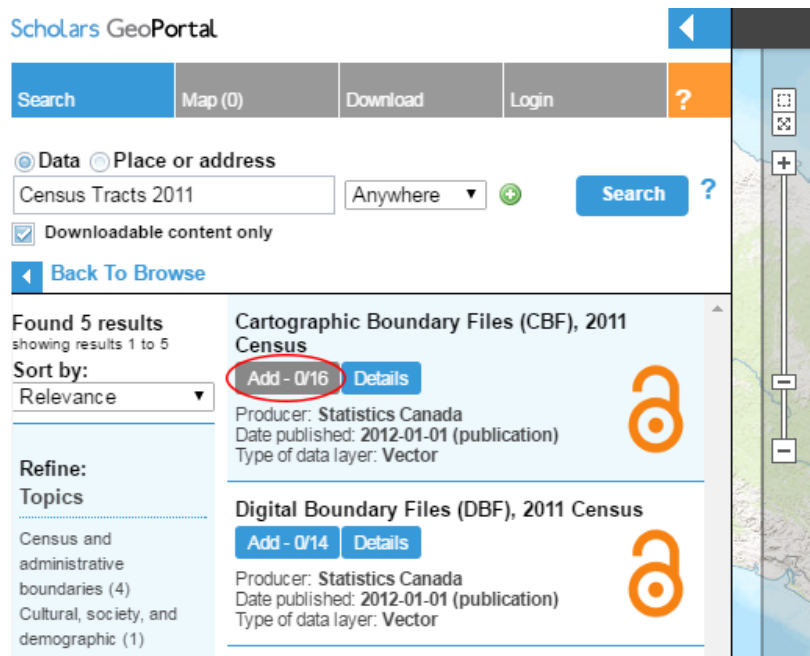 Scholars GeoPortal
Search
Map (0)
Download
Login
?
Data
Place or address
Census Tracts 2011
Anywhere
Search
?
Downloadable content only
Back To Browse
Found 5 results
showing results 1 to 5
Sort by:
Relevance
Refine:
Topics
Census and
administrative
boundaries (4)
Cultural, society, and
demographic (1)
Cartographic Boundary Files (CBF), 2011
Census
Add - 0/16
Details
Producer: Statistics Canada
Date published: 2012-01-01 (publication)
Type of data layer: Vector
Digital Boundary Files (DBF), 2011 Census
Add - 0/14
Details
Producer: Statistics Canada
Date published: 2012-01-01 (publication)
Type of data layer: Vector